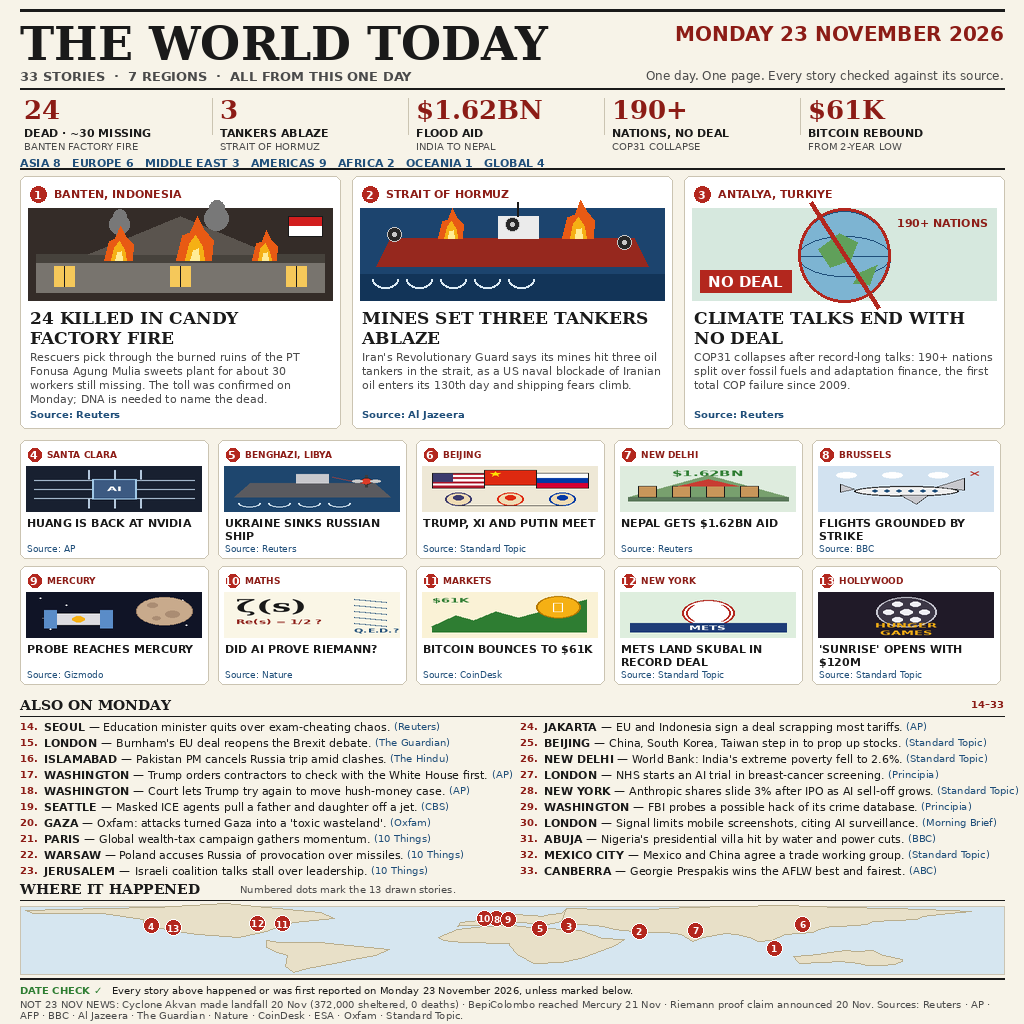 THE WORLD TODAY
MONDAY 23 NOVEMBER 2026
33 STORIES · 7 REGIONS · ALL FROM THIS ONE DAY
One day. One page. Every story checked against its source.
24
DEAD · ~30 MISSING
BANTEN FACTORY FIRE
3
TANKERS ABLAZE
STRAIT OF HORMUZ
$1.62BN
FLOOD AID
INDIA TO NEPAL
190+
NATIONS, NO DEAL
COP31 COLLAPSE
$61K
BITCOIN REBOUND
FROM 2-YEAR LOW
ASIA 8 EUROPE 6 MIDDLE EAST 3 AMERICAS 9 AFRICA 2 OCEANIA 1 GLOBAL 4
1 BANTEN, INDONESIA
24 KILLED IN CANDY
FACTORY FIRE
Rescuers pick through the burned ruins of the PT
Fonusa Agung Mulia sweets plant for about 30
workers still missing. The toll was confirmed on
Monday; DNA is needed to name the dead.
Source: Reuters
2 STRAIT OF HORMUZ
MINES SET THREE TANKERS
ABLAZE
Iran's Revolutionary Guard says its mines hit three oil
tankers in the strait, as a US naval blockade of Iranian
oil enters its 130th day and shipping fears climb.
Source: Al Jazeera
3 ANTALYA, TURKIYE
190+ NATIONS
NO DEAL
CLIMATE TALKS END WITH
NO DEAL
COP31 collapses after record-long talks: 190+ nations
split over fossil fuels and adaptation finance, the first
total COP failure since 2009.
Source: Reuters
4 SANTA CLARA
AI
HUANG IS BACK AT NVIDIA
Source: AP
5 BENGHAZI, LIBYA
UKRAINE SINKS RUSSIAN
SHIP
Source: Reuters
6 BEIJING
TRUMP, XI AND PUTIN MEET
Source: Standard Topic
7 NEW DELHI
$1.62BN
NEPAL GETS $1.62BN AID
Source: Reuters
8 BRUSSELS
FLIGHTS GROUNDED BY
STRIKE
Source: BBC
9 MERCURY
PROBE REACHES MERCURY
Source: Gizmodo
10 MATHS
ζ(s)
Re(s) = 1/2 ?
Q.E.D.?
DID AI PROVE RIEMANN?
Source: Nature
11 MARKETS
$61K
₿
BITCOIN BOUNCES TO $61K
Source: CoinDesk
12 NEW YORK
METS
METS LAND SKUBAL IN
RECORD DEAL
Source: Standard Topic
13 HOLLYWOOD
HUNGER
GAMES
'SUNRISE' OPENS WITH
$120M
Source: Standard Topic
ALSO ON MONDAY
14–33
14. SEOUL — Education minister quits over exam-cheating chaos. (Reuters)
15. LONDON — Burnham's EU deal reopens the Brexit debate. (The Guardian)
16. ISLAMABAD — Pakistan PM cancels Russia trip amid clashes. (The Hindu)
17. WASHINGTON — Trump orders contractors to check with the White House first. (AP)
18. WASHINGTON — Court lets Trump try again to move hush-money case. (AP)
19. SEATTLE — Masked ICE agents pull a father and daughter off a jet. (CBS)
20. GAZA — Oxfam: attacks turned Gaza into a 'toxic wasteland'. (Oxfam)
21. PARIS — Global wealth-tax campaign gathers momentum. (10 Things)
22. WARSAW — Poland accuses Russia of provocation over missiles. (10 Things)
23. JERUSALEM — Israeli coalition talks stall over leadership. (10 Things)
24. JAKARTA — EU and Indonesia sign a deal scrapping most tariffs. (AP)
25. BEIJING — China, South Korea, Taiwan step in to prop up stocks. (Standard Topic)
26. NEW DELHI — World Bank: India's extreme poverty fell to 2.6%. (Standard Topic)
27. LONDON — NHS starts an AI trial in breast-cancer screening. (Principia)
28. NEW YORK — Anthropic shares slide 3% after IPO as AI sell-off grows. (Standard Topic)
29. WASHINGTON — FBI probes a possible hack of its crime database. (Principia)
30. LONDON — Signal limits mobile screenshots, citing AI surveillance. (Morning Brief)
31. ABUJA — Nigeria's presidential villa hit by water and power cuts. (BBC)
32. MEXICO CITY — Mexico and China agree a trade working group. (Standard Topic)
33. CANBERRA — Georgie Prespakis wins the AFLW best and fairest. (ABC)
WHERE IT HAPPENED
Numbered dots mark the 13 drawn stories.
4 13 12 11 10 8 9 5 3 2 7 6 1
DATE CHECK ✓ Every story above happened or was first reported on Monday 23 November 2026, unless marked below.
NOT 23 NOV NEWS: Cyclone Akvan made landfall 20 Nov (372,000 sheltered, 0 deaths) · BepiColombo reached Mercury 21 Nov · Riemann proof claim announced 20 Nov. Sources: Reuters · AP ·
AFP · BBC · Al Jazeera · The Guardian · Nature · CoinDesk · ESA · Oxfam · Standard Topic.